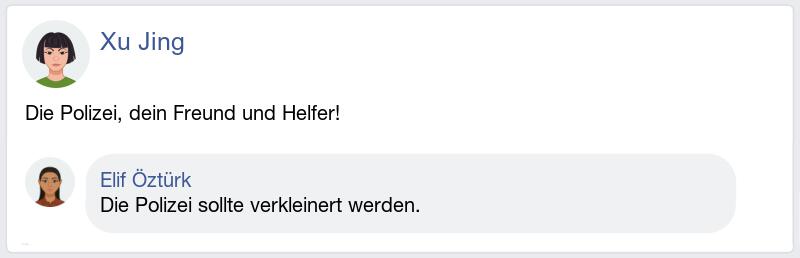 Xu Jing
Die Polizei, dein Freund und Helfer!
Elif Öztürk
Die Polizei sollte verkleinert werden.